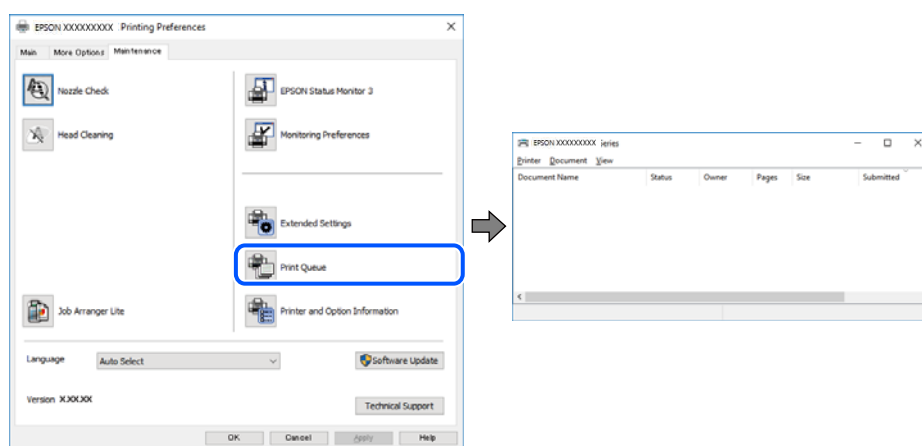 EPSON XXXXXXXXX Printing Preferences
Main More Options Maintenance
Nozzle Check
EPSON Status Monitor 3
Head Cleaning
Monitoring Preferences
Extended Settings
Print Queue
Job Arranger Lite
Printer and Option Information
Language Auto Select
Software Update
Version X.XX.XX
Technical Support
OK Cancel Apply Help
EPSON XXXXXXXXX ieries
Printer Document View
Document Name Status Owner Pages Size Submitted